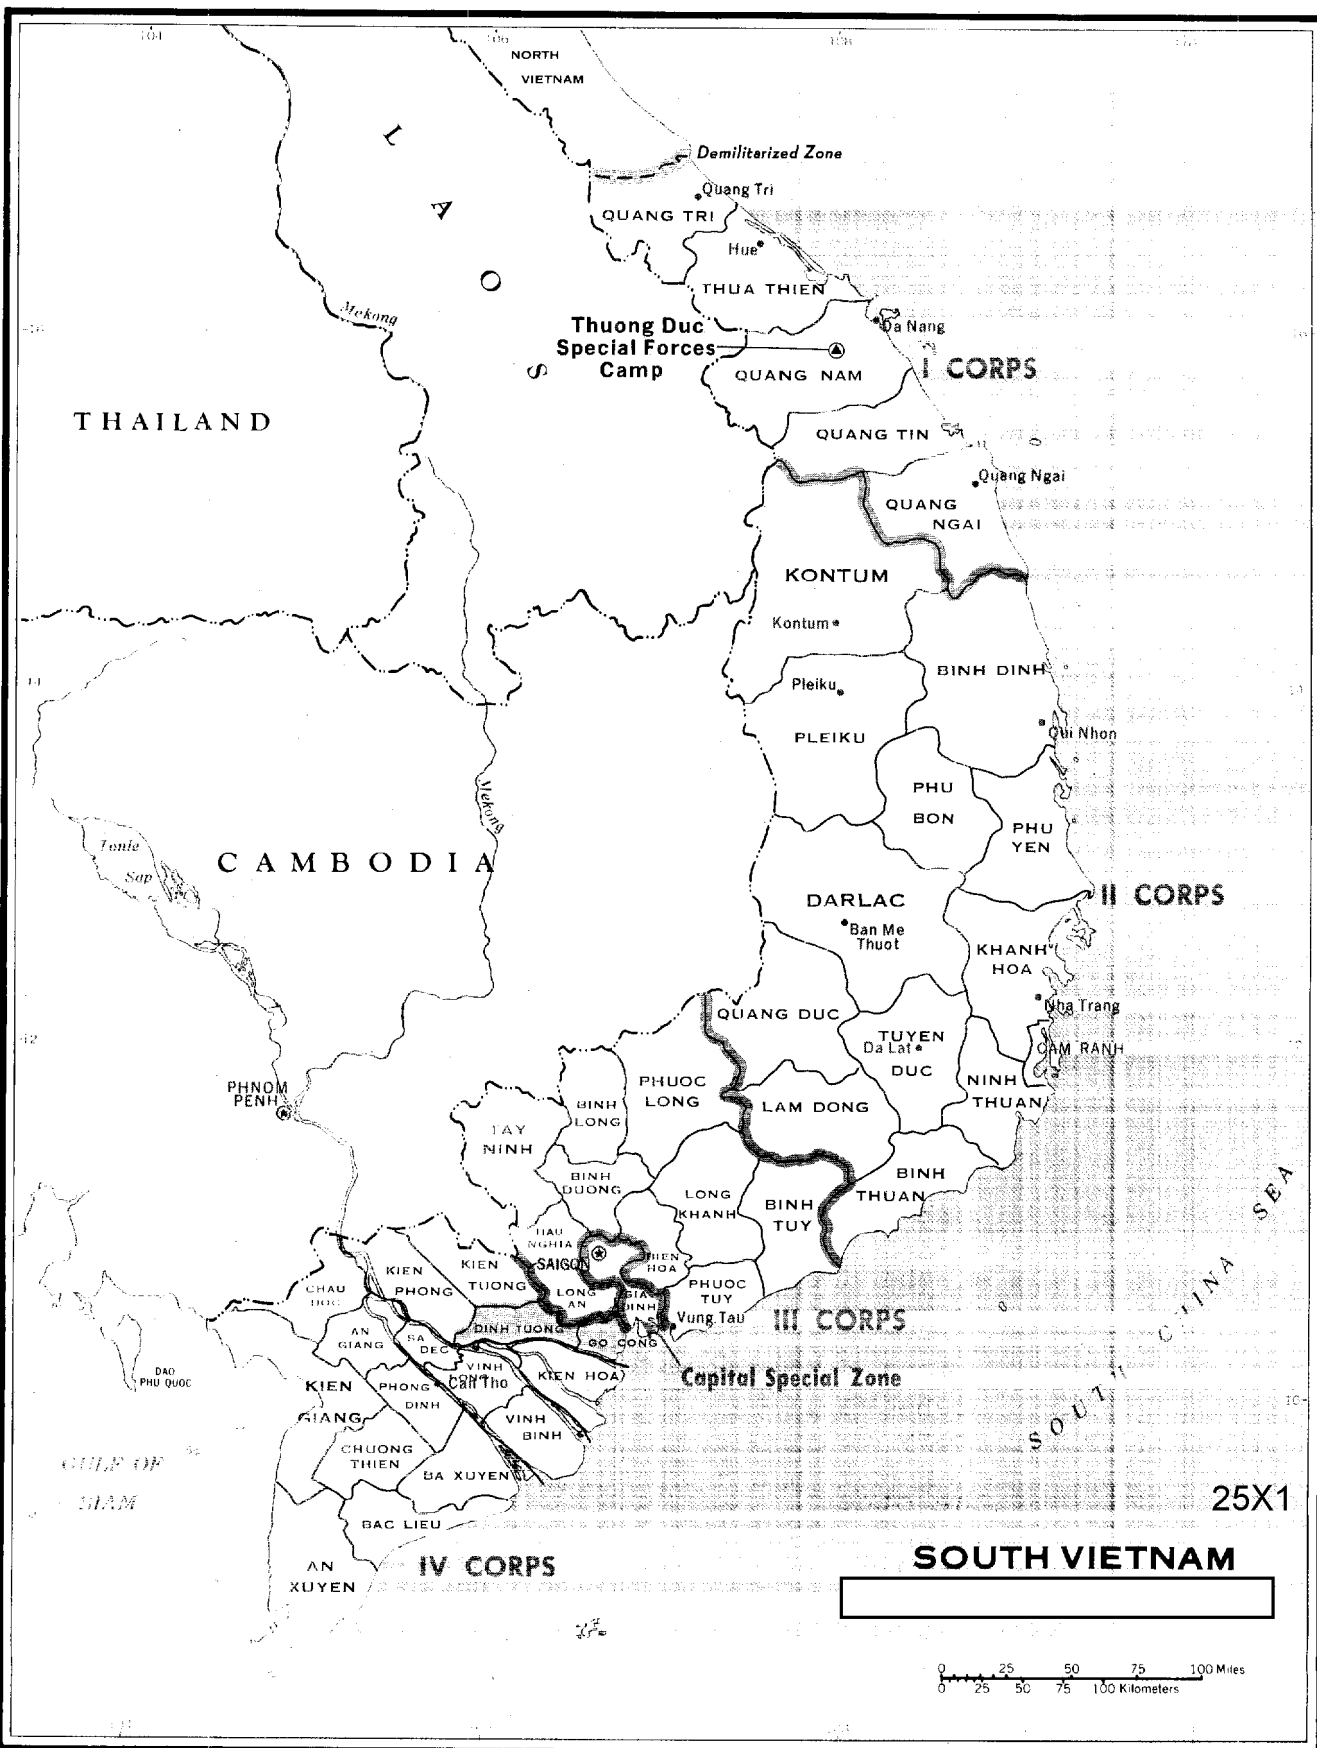 104
106
108
NORTH
VIETNAM
L
A
O
S
Demilitarized Zone
Quang Tri
QUANG TRI
Hue
THUA THIEN
16
Mekong
Thuong Duc
Special Forces
Camp
Da Nang
QUANG NAM
I CORPS
THAILAND
QUANG TIN
Quang Ngai
QUANG
NGAI
KONTUM
Kontum
BINH DINH
14
Pleiku
PLEIKU
Qui Nhon
Mekong
PHU
BON
PHU
YEN
Tonle
Sap
CAMBODIA
DARLAC
II CORPS
Ban Me
Thuot
KHANH
HOA
Nha Trang
QUANG DUC
TUYEN
DUC
Da Lat
CAM RANH
12
PHNOM
PENH
PHUOC
LONG
BINH
LONG
LAM DONG
NINH
THUAN
TAY
NINH
BINH
DUONG
LONG
KHANH
BINH
TUY
BINH
THUAN
HAU
NGHIA
SAIGON
BIEN
HOA
KIEN
PHONG
KIEN
TUONG
LONG
AN
GIA
DINH
PHUOC
TUY
CHAU
DOC
Vung Tau
III CORPS
DINH TUONG
GO CONG
AN
GIANG
SA
DEC
VINH
LONG
KIEN HOA
Capital Special Zone
DAO
PHU QUOC
KIEN
GIANG
PHONG
DINH
Can Tho
VINH
BINH
10
CHUONG
THIEN
BA XUYEN
GULF OF
SIAM
BAC LIEU
AN
XUYEN
IV CORPS
SOUTH CHINA SEA
25X1
SOUTH VIETNAM
0 25 50 75 100 Miles
0 25 50 75 100 Kilometers